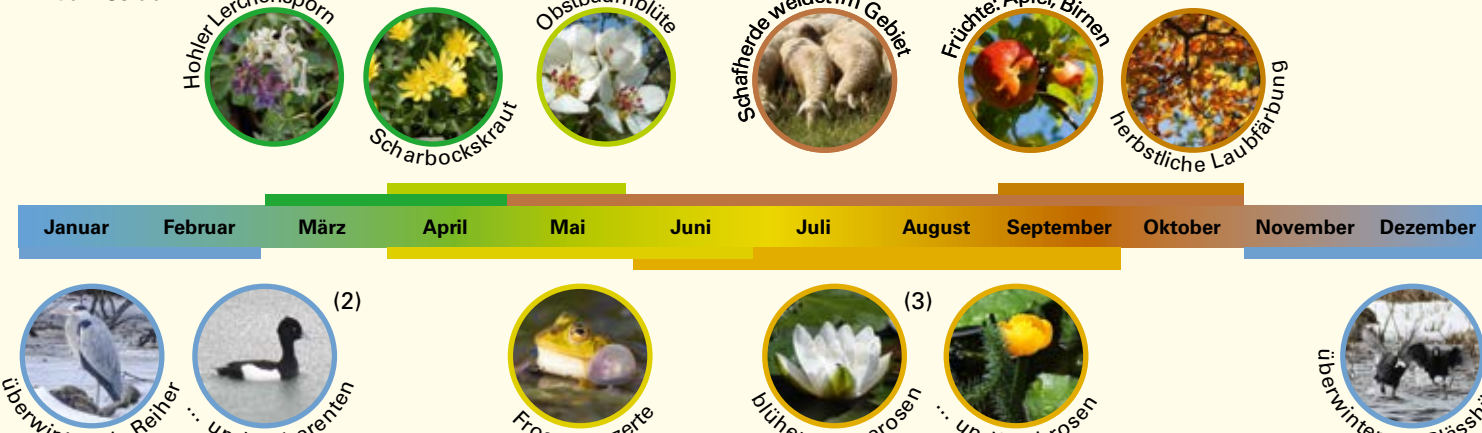 Hohler Lerchensporn
Scharbockskraut
Obstbaumblüte
Schafherde weidet im Gebiet
Früchte: Äpfel, Birnen
herbstliche Laubfärbung
Januar Februar März April Mai Juni Juli August September Oktober November Dezember
(2)
(3)
Reiher
...
...